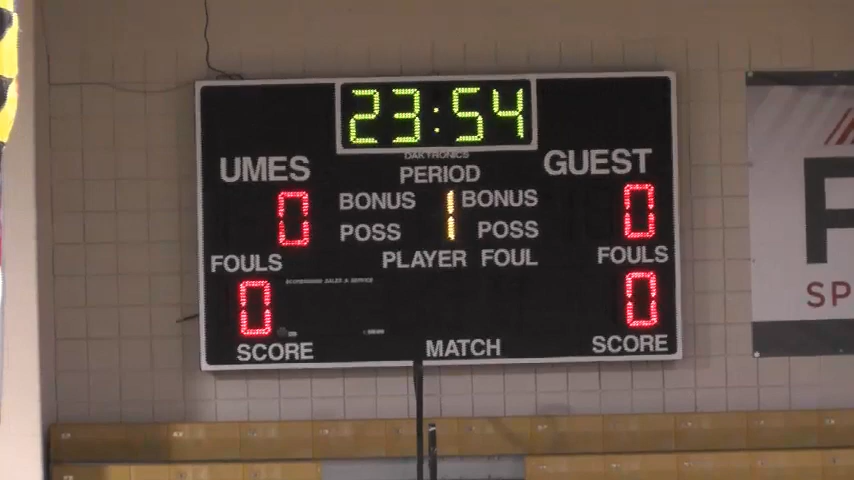 23:54
DAKTRONICS
UMES PERIOD GUEST
0 BONUS 1 BONUS 0
POSS POSS
FOULS PLAYER FOUL FOULS
0 0
SCORE MATCH SCORE
F
SP